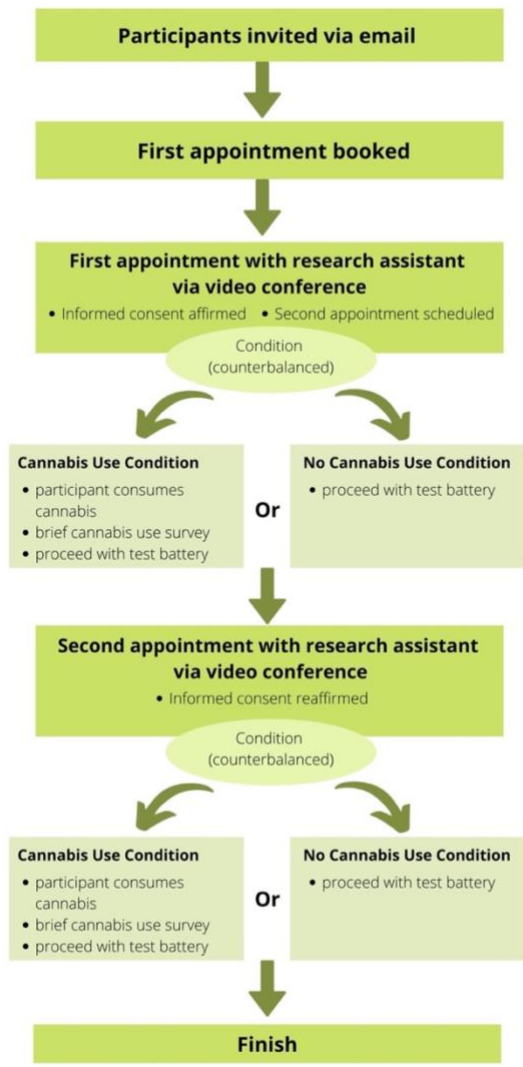 Participants invited via email
First appointment booked
First appointment with research assistant
via video conference
• Informed consent affirmed • Second appointment scheduled
Condition
(counterbalanced)
Cannabis Use Condition
• participant consumes
cannabis
• brief cannabis use survey
• proceed with test battery
Or
No Cannabis Use Condition
• proceed with test battery
Second appointment with research assistant
via video conference
• Informed consent reaffirmed
Condition
(counterbalanced)
Cannabis Use Condition
• participant consumes
cannabis
• brief cannabis use survey
• proceed with test battery
Or
No Cannabis Use Condition
• proceed with test battery
Finish